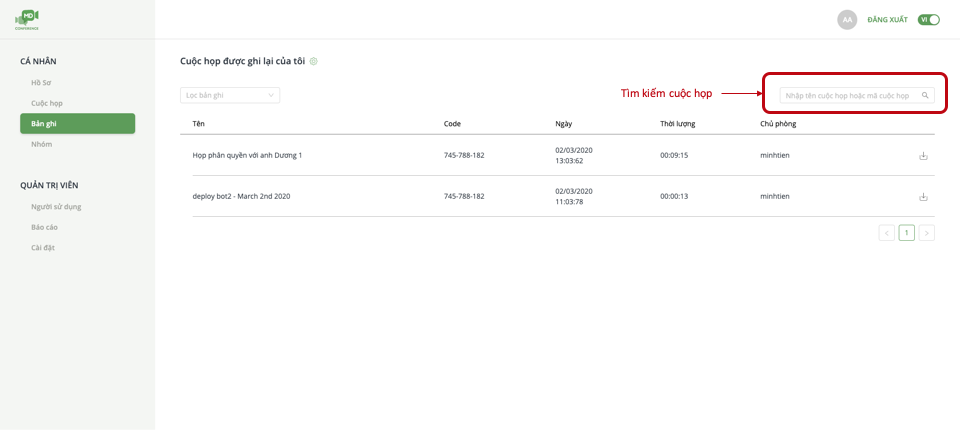 HD
CONFERENCE
AA
ĐĂNG XUẤT
VI
CÁ NHÂN
Hồ Sơ
Cuộc họp
Bản ghi
Nhóm
QUẢN TRỊ VIÊN
Người sử dụng
Báo cáo
Cài đặt
Cuộc họp được ghi lại của tôi
Lọc bản ghi
Tìm kiếm cuộc họp
Nhập tên cuộc họp hoặc mã cuộc họp
Tên Code Ngày Thời lượng Chủ phòng
Họp phân quyền với anh Dương 1 745-788-182 02/03/2020 00:09:15 minhtien
13:03:62
deploy bot2 - March 2nd 2020 745-788-182 02/03/2020 00:00:13 minhtien
11:03:78
1